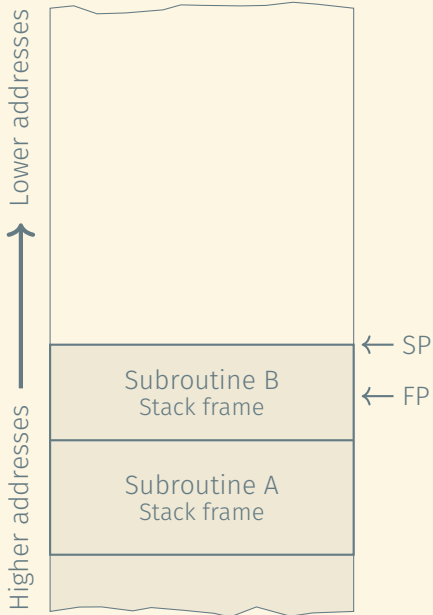 Lower addresses
Higher addresses
SP
Subroutine B
Stack frame
FP
Subroutine A
Stack frame